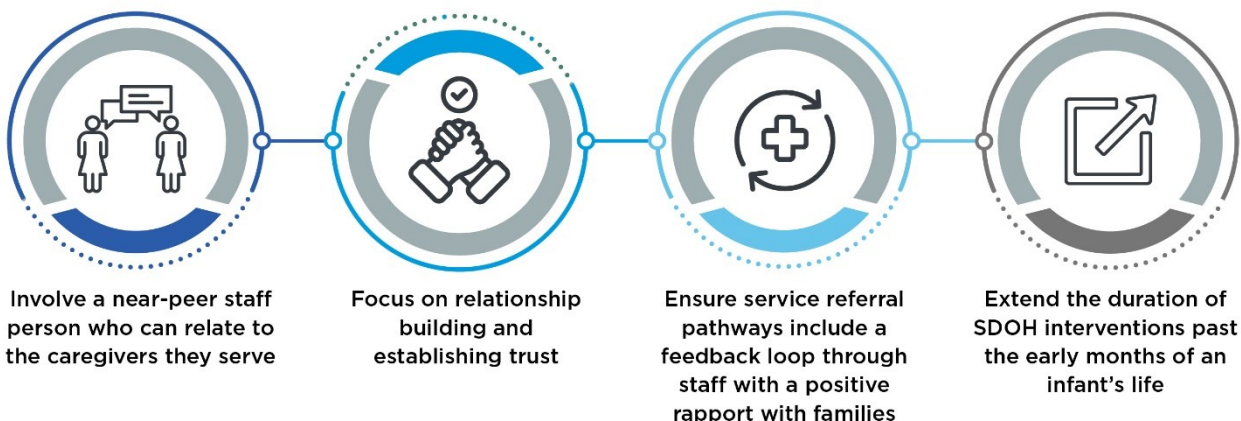 Involve a near-peer staff
person who can relate to
the caregivers they serve
Focus on relationship
building and
establishing trust
Ensure service referral
pathways include a
feedback loop through
staff with a positive
rapport with families
Extend the duration of
SDOH interventions past
the early months of an
infant’s life